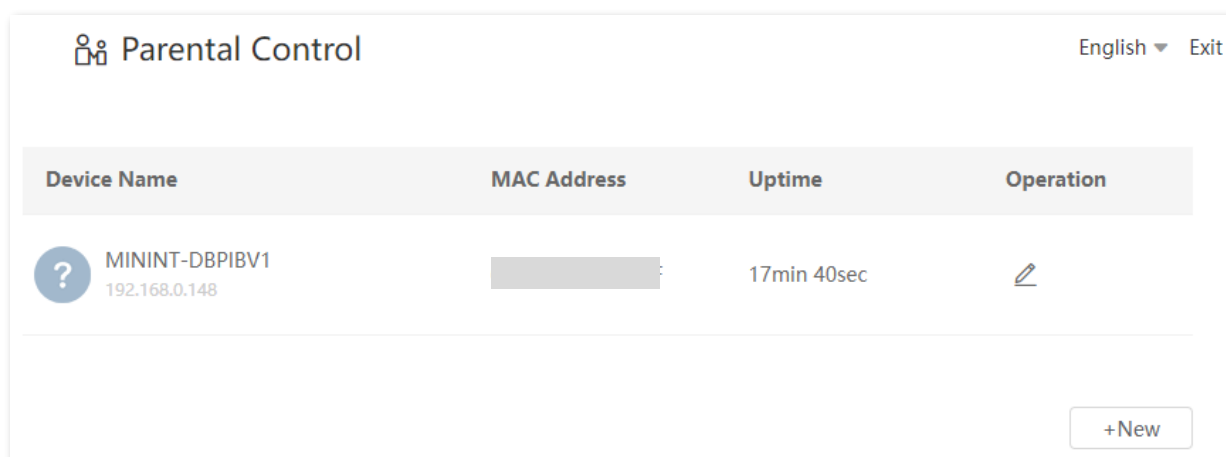 Parental Control
English Exit
Device Name MAC Address Uptime Operation
?
MININT-DBPIBV1
192.168.0.148
17min 40sec
+New